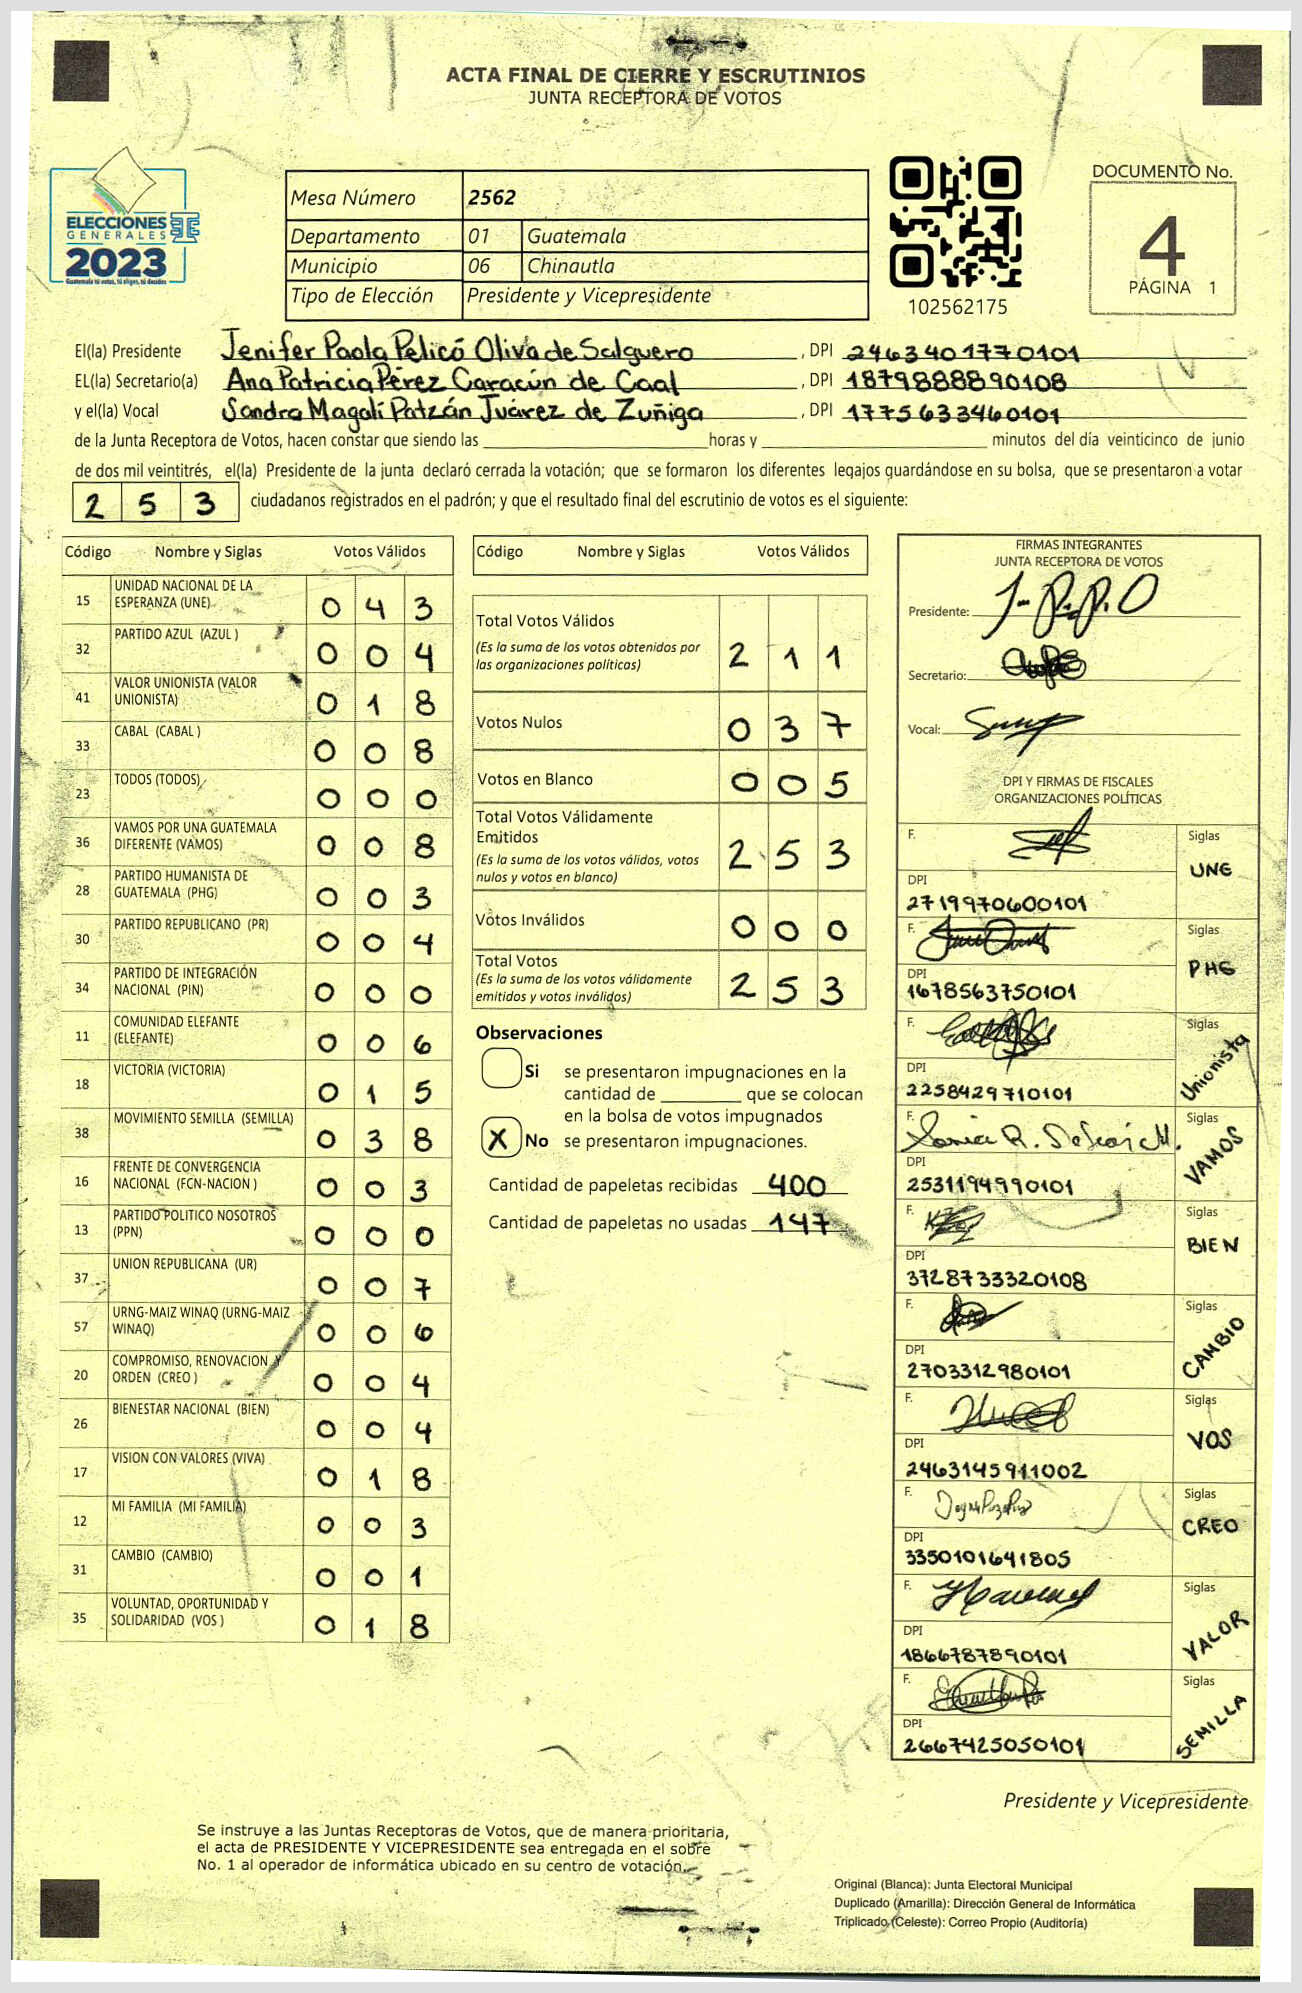 ACTA FINAL DE CIERRE Y ESCRUTINIOS
JUNTA RECEPTORA DE VOTOS
ELECCIONES
GENERALES
2023
Guatemala tú votas, tú eliges, tú decides
Mesa Número 2562
Departamento 01 Guatemala
Municipio 06 Chinautla
Tipo de Elección Presidente y Vicepresidente
102562175
DOCUMENTO No.
4
PÁGINA 1
El(la) Presidente Jenifer Paola Pelicó Oliva de Salguero, DPI 2463401770101
EL(la) Secretario(a) Ana Patricia Pérez Caracún de Caal, DPI 1879888890108
y el(la) Vocal Sandra Magalí Patzán Juárez de Zuñiga, DPI 1775633460101
de la Junta Receptora de Votos, hacen constar que siendo las ____ horas y ____ minutos del día veinticinco de junio
de dos mil veintitrés, el(la) Presidente de la junta declaró cerrada la votación; que se formaron los diferentes legajos guardándose en su bolsa, que se presentaron a votar
253 ciudadanos registrados en el padrón; y que el resultado final del escrutinio de votos es el siguiente:
Código Nombre y Siglas Votos Válidos
15 UNIDAD NACIONAL DE LA ESPERANZA (UNE) 0 4 3
32 PARTIDO AZUL (AZUL ) 0 0 4
41 VALOR UNIONISTA (VALOR UNIONISTA) 0 1 8
33 CABAL (CABAL ) 0 0 8
23 TODOS (TODOS) 0 0 0
36 VAMOS POR UNA GUATEMALA DIFERENTE (VAMOS) 0 0 8
28 PARTIDO HUMANISTA DE GUATEMALA (PHG) 0 0 3
30 PARTIDO REPUBLICANO (PR) 0 0 4
34 PARTIDO DE INTEGRACIÓN NACIONAL (PIN) 0 0 0
11 COMUNIDAD ELEFANTE (ELEFANTE) 0 0 6
18 VICTORIA (VICTORIA) 0 1 5
38 MOVIMIENTO SEMILLA (SEMILLA) 0 3 8
16 FRENTE DE CONVERGENCIA NACIONAL (FCN-NACION ) 0 0 3
13 PARTIDO POLITICO NOSOTROS (PPN) 0 0 0
37 UNION REPUBLICANA (UR) 0 0 7
57 URNG-MAIZ WINAQ (URNG-MAIZ WINAQ) 0 0 6
20 COMPROMISO, RENOVACION Y ORDEN (CREO ) 0 0 4
26 BIENESTAR NACIONAL (BIEN) 0 0 4
17 VISION CON VALORES (VIVA) 0 1 8
12 MI FAMILIA (MI FAMILIA) 0 0 3
31 CAMBIO (CAMBIO) 0 0 1
35 VOLUNTAD, OPORTUNIDAD Y SOLIDARIDAD (VOS ) 0 1 8
Código Nombre y Siglas Votos Válidos
Total Votos Válidos
(Es la suma de los votos obtenidos por
las organizaciones políticas) 2 1 1
Votos Nulos 0 3 7
Votos en Blanco 0 0 5
Total Votos Válidamente
Emitidos
(Es la suma de los votos válidos, votos
nulos y votos en blanco) 2 5 3
Votos Inválidos 0 0 0
Total Votos
(Es la suma de los votos válidamente
emitidos y votos inválidos) 2 5 3
Observaciones
Si se presentaron impugnaciones en la
cantidad de ____ que se colocan
en la bolsa de votos impugnados
X No se presentaron impugnaciones.
Cantidad de papeletas recibidas 400
Cantidad de papeletas no usadas 147
FIRMAS INTEGRANTES
JUNTA RECEPTORA DE VOTOS
Presidente:
Secretario:
Vocal:
DPI Y FIRMAS DE FISCALES
ORGANIZACIONES POLÍTICAS
F. Siglas UNE
DPI 2719970600101
F. Siglas PHG
DPI 1678563750101
F. Siglas Unionista
DPI 2258429710101
F. Siglas VAMOS
DPI 2531194990101
F. Siglas BIEN
DPI 3728733320108
F. Siglas CAMBIO
DPI 2703312980101
F. Siglas VOS
DPI 2463145911002
F. Siglas CREO
DPI 3350101641805
F. Siglas VALOR
DPI 1866787890101
F. Siglas SEMILLA
DPI 2667425050101
Presidente y Vicepresidente
Se instruye a las Juntas Receptoras de Votos, que de manera prioritaria,
el acta de PRESIDENTE Y VICEPRESIDENTE sea entregada en el sobre
No. 1 al operador de informática ubicado en su centro de votación.
Original (Blanca): Junta Electoral Municipal
Duplicado (Amarilla): Dirección General de Informática
Triplicado (Celeste): Correo Propio (Auditoría)